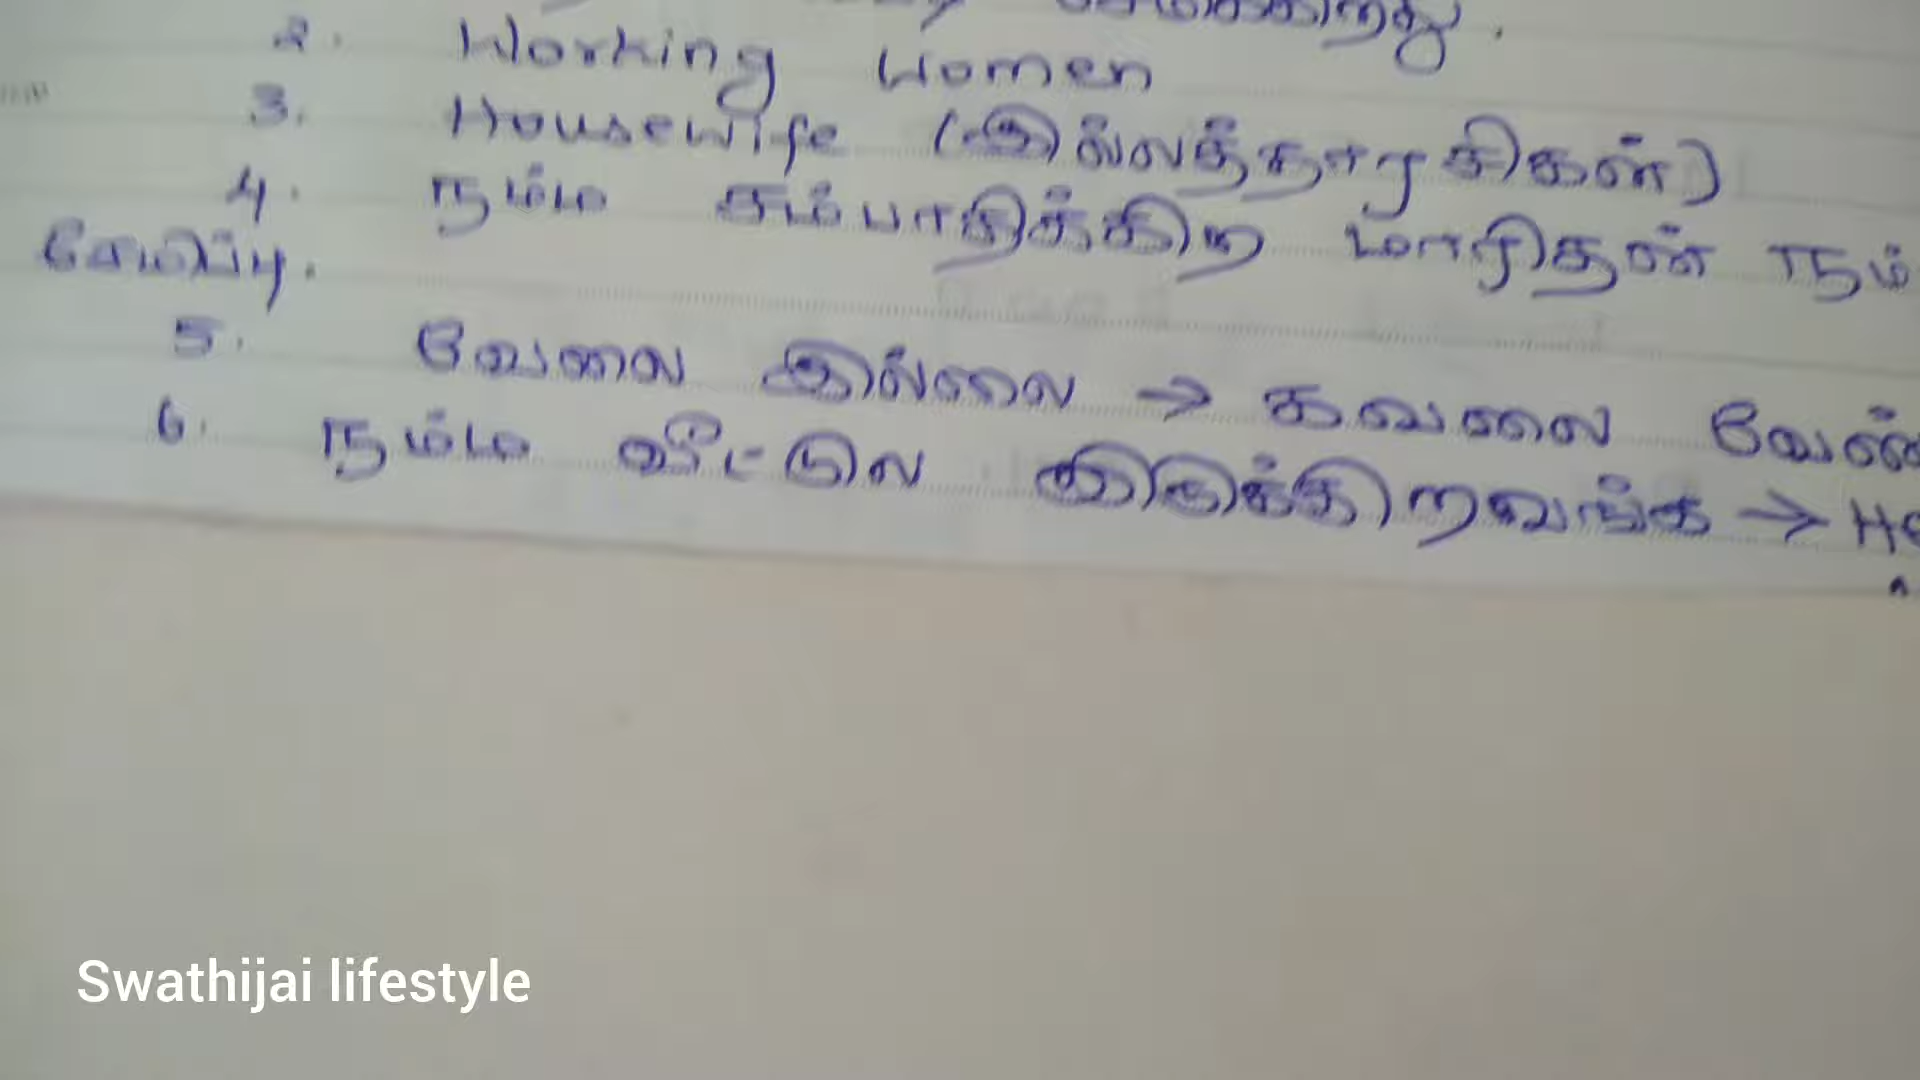 2. Working Women
3. Housewife (இல்லத்தரசிகள்)
4. நம்ம சம்பாதிக்கிற மாரிதன் நம்
சேமிப்பு.
5. வேலை இல்லை → கவலை
6. நம்ம வீட்டுல இருக்கிறவங்க →
Swathijai lifestyle